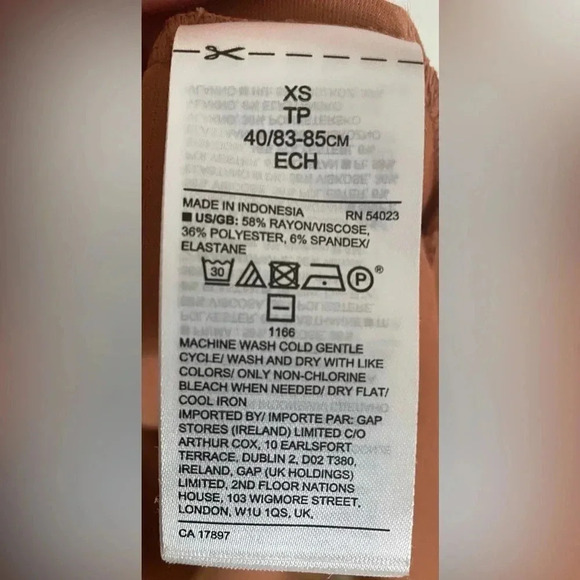 XS
TP
40/83-85CM
ECH
MADE IN INDONESIA RN 54023
■ US/GB: 58% RAYON/VISCOSE,
36% POLYESTER, 6% SPANDEX/
ELASTANE
30 P®
1166
MACHINE WASH COLD GENTLE
CYCLE/ WASH AND DRY WITH LIKE
COLORS/ ONLY NON-CHLORINE
BLEACH WHEN NEEDED/ DRY FLAT/
COOL IRON
IMPORTED BY/ IMPORTE PAR: GAP
STORES (IRELAND) LIMITED C/O
ARTHUR COX, 10 EARLSFORT
TERRACE, DUBLIN 2, D02 T380,
IRELAND, GAP (UK HOLDINGS)
LIMITED, 2ND FLOOR NATIONS
HOUSE, 103 WIGMORE STREET,
LONDON, W1U 1QS, UK,
CA 17897